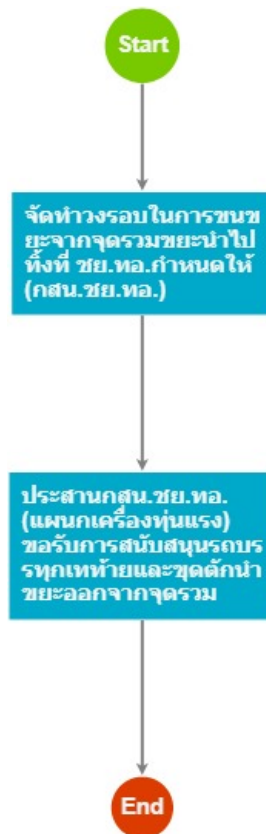 Start
จัดทำวงรอบในการขนข
ยะจากจุดรวมขยะนำไป
ทิ้งที่ ชย.ทอ.กำหนดให้
(กสน.ชย.ทอ.)
ประสานกสน.ชย.ทอ.
(แผนกเครื่องทุ่นแรง)
ขอรับการสนับสนุนรถบร
รทุกเทท้ายและขุดตักนำ
ขยะออกจากจุดรวม
End